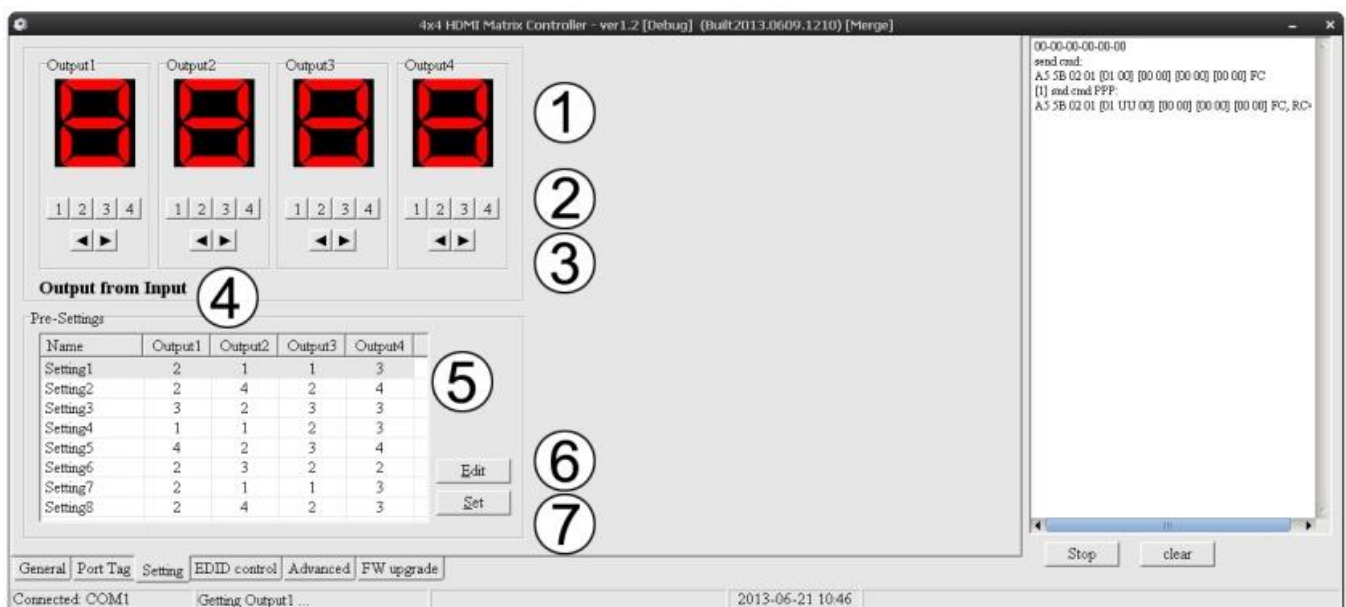 4x4 HDMI Matrix Controller - ver1.2 [Debug] (Built2013.0609.1210) [Merge]
Output1 Output2 Output3 Output4
8 8 8 8
1 2 3 4 1 2 3 4 1 2 3 4 1 2 3 4
◀ ▶ ◀ ▶ ◀ ▶ ◀ ▶
1
2
3
Output from Input
4
Pre-Settings
Name Output1 Output2 Output3 Output4
Setting1 2 1 1 3
Setting2 2 4 2 4
Setting3 3 2 3 3
Setting4 1 1 2 3
Setting5 4 2 3 4
Setting6 2 3 2 2
Setting7 2 1 1 3
Setting8 2 4 2 3
5
Edit
6
Set
7
00-00-00-00-00-00
send cmd:
A5 5B 02 01 [01 00] [00 00] [00 00] [00 00] FC
[1] snd cmd PPP:
A5 5B 02 01 [01 UU 00] [00 00] [00 00] [00 00] FC, RC
Stop clear
General Port Tag Setting EDID control Advanced FW upgrade
Connected: COM1 Getting Output1 ... 2013-06-21 10:46